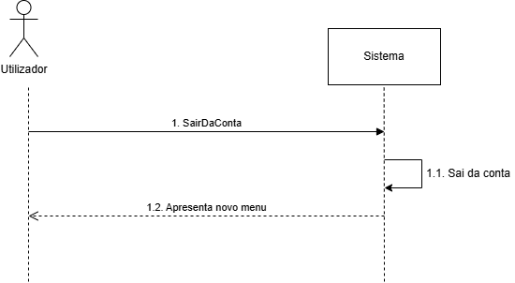 Utilizador
Sistema
1. SairDaConta
1.1. Sai da conta
1.2. Apresenta novo menu